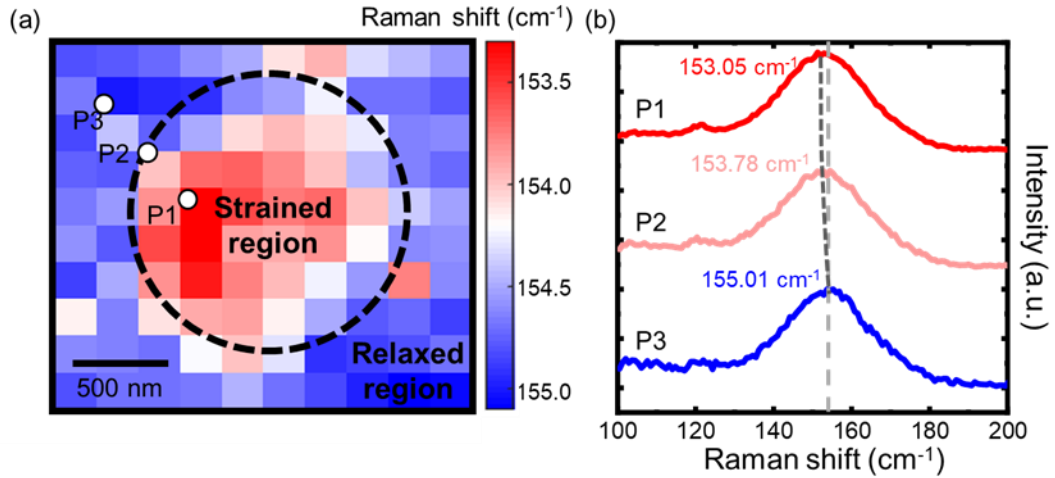 (a)
Raman shift (cm⁻¹)
P3
P2
P1
Strained
region
Relaxed
region
500 nm
153.5
154.0
154.5
155.0
(b)
153.05 cm⁻¹
P1
153.78 cm⁻¹
P2
155.01 cm⁻¹
P3
100 120 140 160 180 200
Raman shift (cm⁻¹)
Intensity (a.u.)